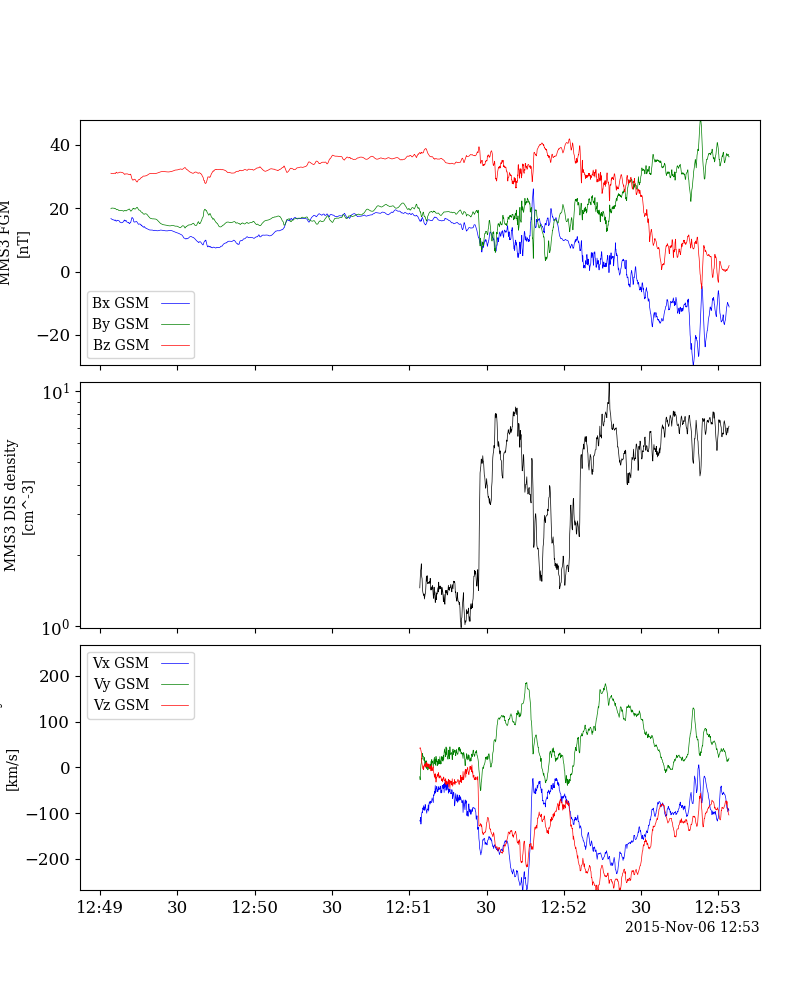 40
20
0
−20
MMS3 FGM
[nT]
Bx GSM
By GSM
Bz GSM
10^1
10^0
MMS3 DIS density
[cm^-3]
200
100
0
−100
−200
[km/s]
Vx GSM
Vy GSM
Vz GSM
12:49 30 12:50 30 12:51 30 12:52 30 12:53
2015-Nov-06 12:53